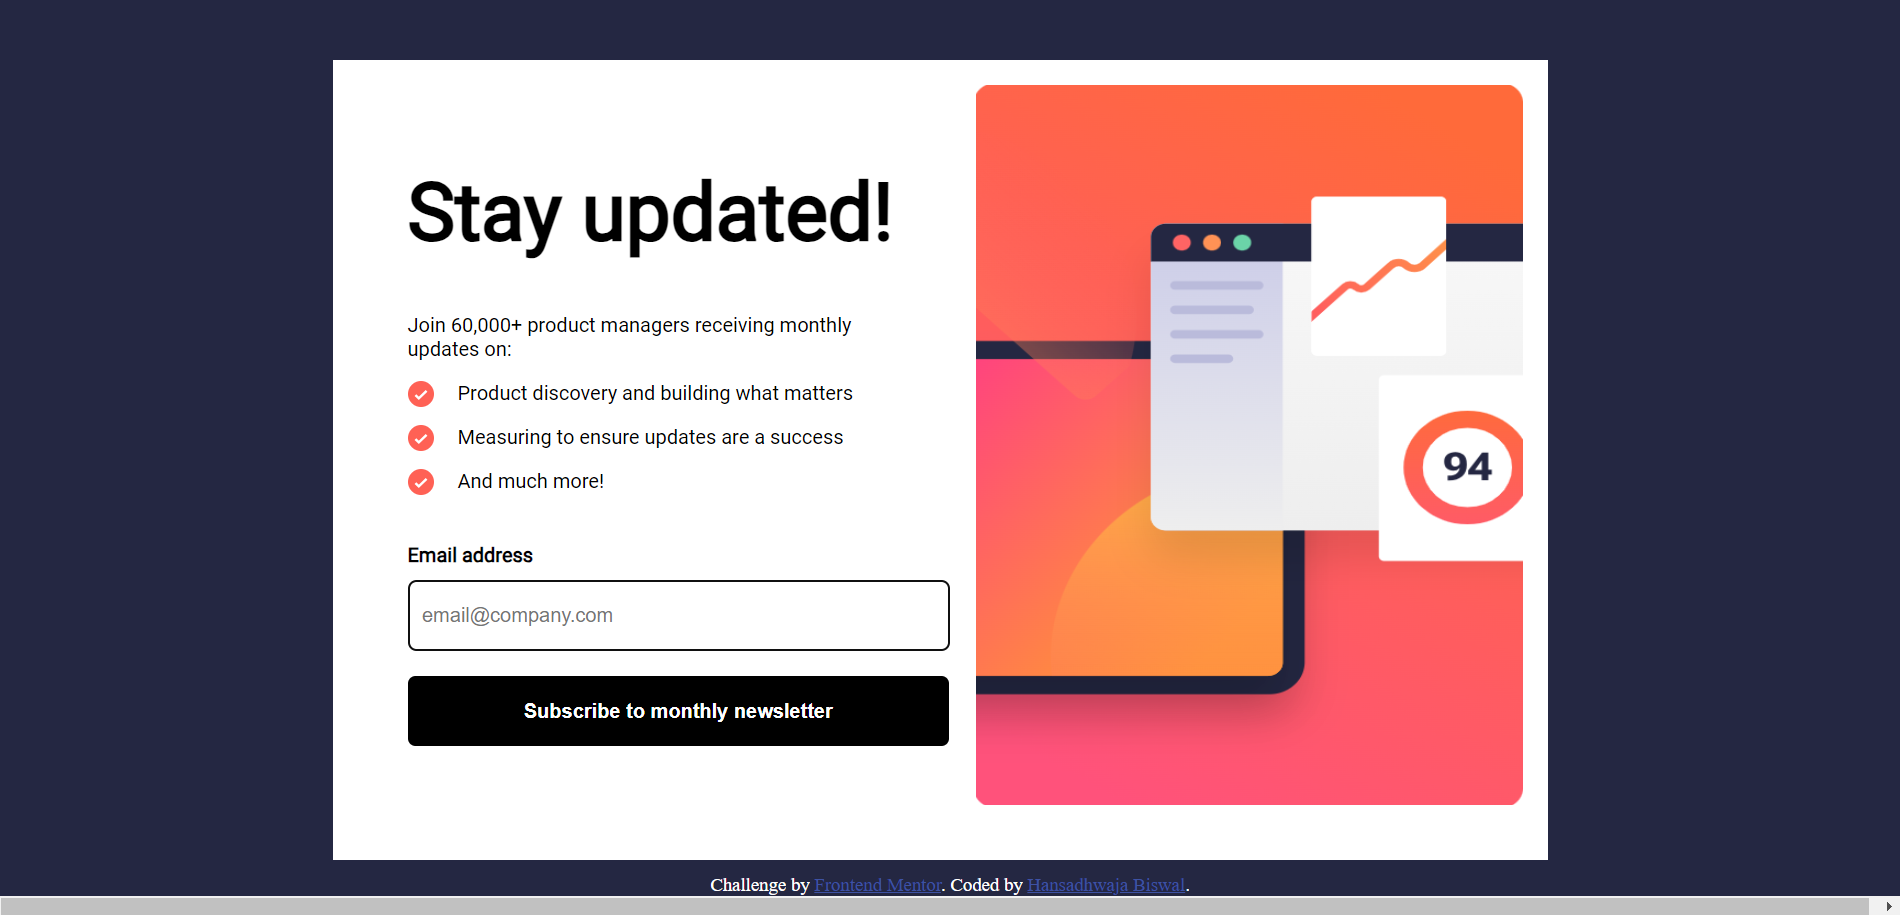 Stay updated!
Join 60,000+ product managers receiving monthly
updates on:
Product discovery and building what matters
Measuring to ensure updates are a success
And much more!
Email address
email@company.com
Subscribe to monthly newsletter
94
Challenge by Frontend Mentor. Coded by Hansadhwaja Biswal.